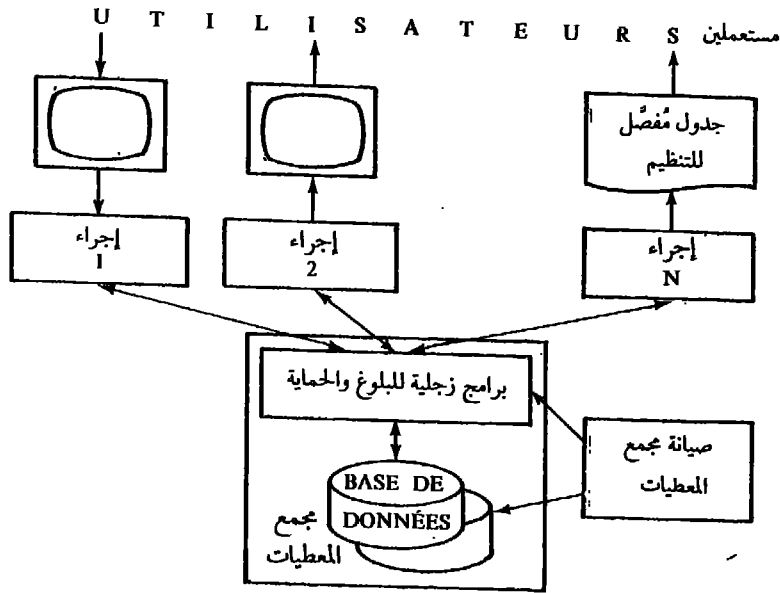 U T I L I S A T E U R S مستعملين
جدول مُفصَّل
للتنظيم
إجراء
1
إجراء
2
إجراء
N
برامج زجلية للبلوغ والحماية
صيانة مجمع
المعطيات
BASE DE
DONNÉES
مجمع
المعطيات